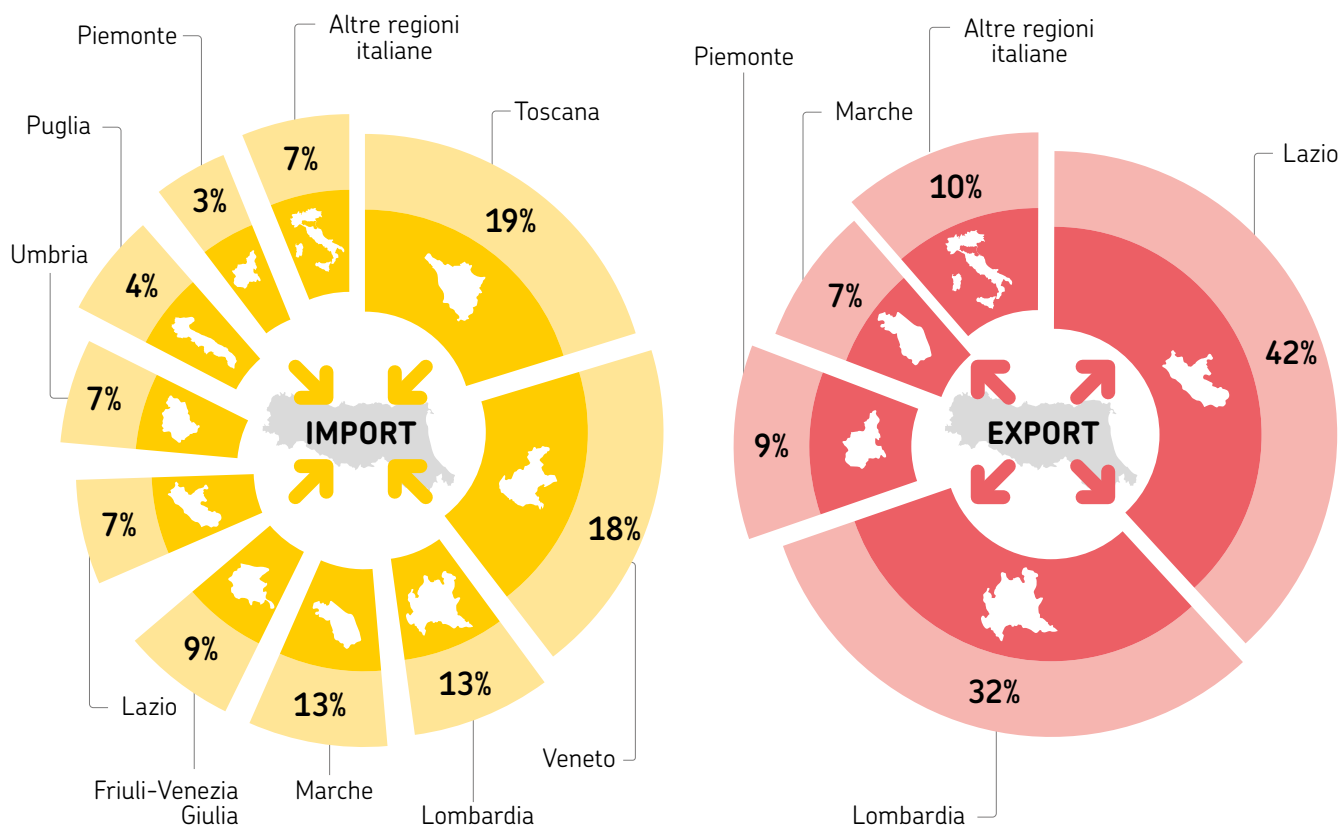 Piemonte
Altre regioni
italiane
Toscana
Puglia
Umbria
7%
3%
19%
4%
7%
IMPORT
7%
18%
9%
13%
13%
Lazio
Friuli-Venezia
Giulia
Marche
Lombardia
Veneto
Piemonte
Altre regioni
italiane
Marche
Lazio
10%
7%
42%
9%
EXPORT
32%
Lombardia